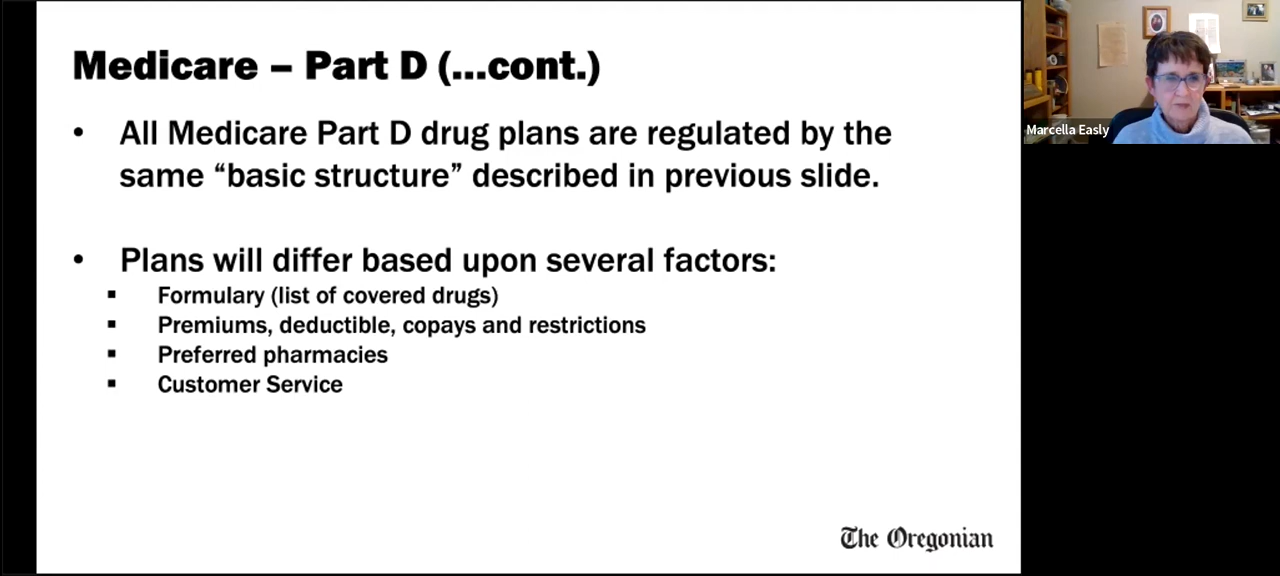 Medicare – Part D (...cont.)
• All Medicare Part D drug plans are regulated by the
same “basic structure” described in previous slide.
• Plans will differ based upon several factors:
▪ Formulary (list of covered drugs)
▪ Premiums, deductible, copays and restrictions
▪ Preferred pharmacies
▪ Customer Service
The Oregonian
Marcella Easly